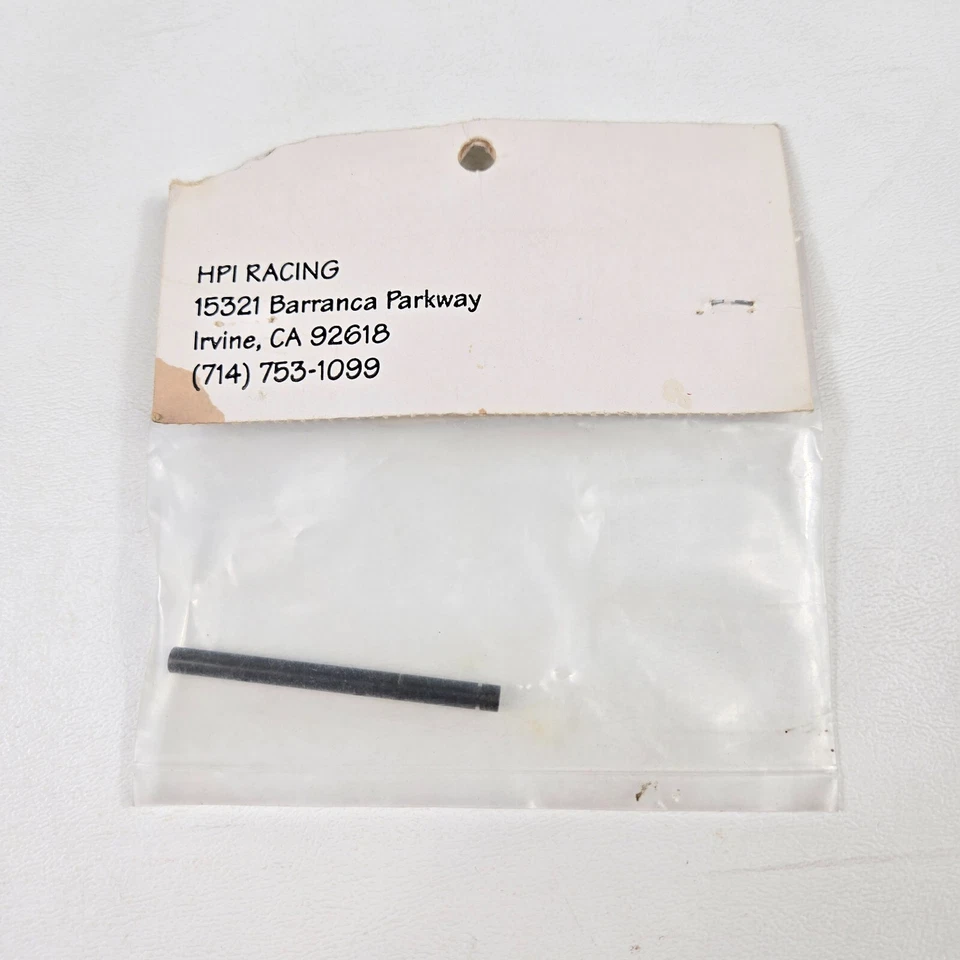 HPI RACING
15321 Barranca Parkway
Irvine, CA 92618
(714) 753-1099